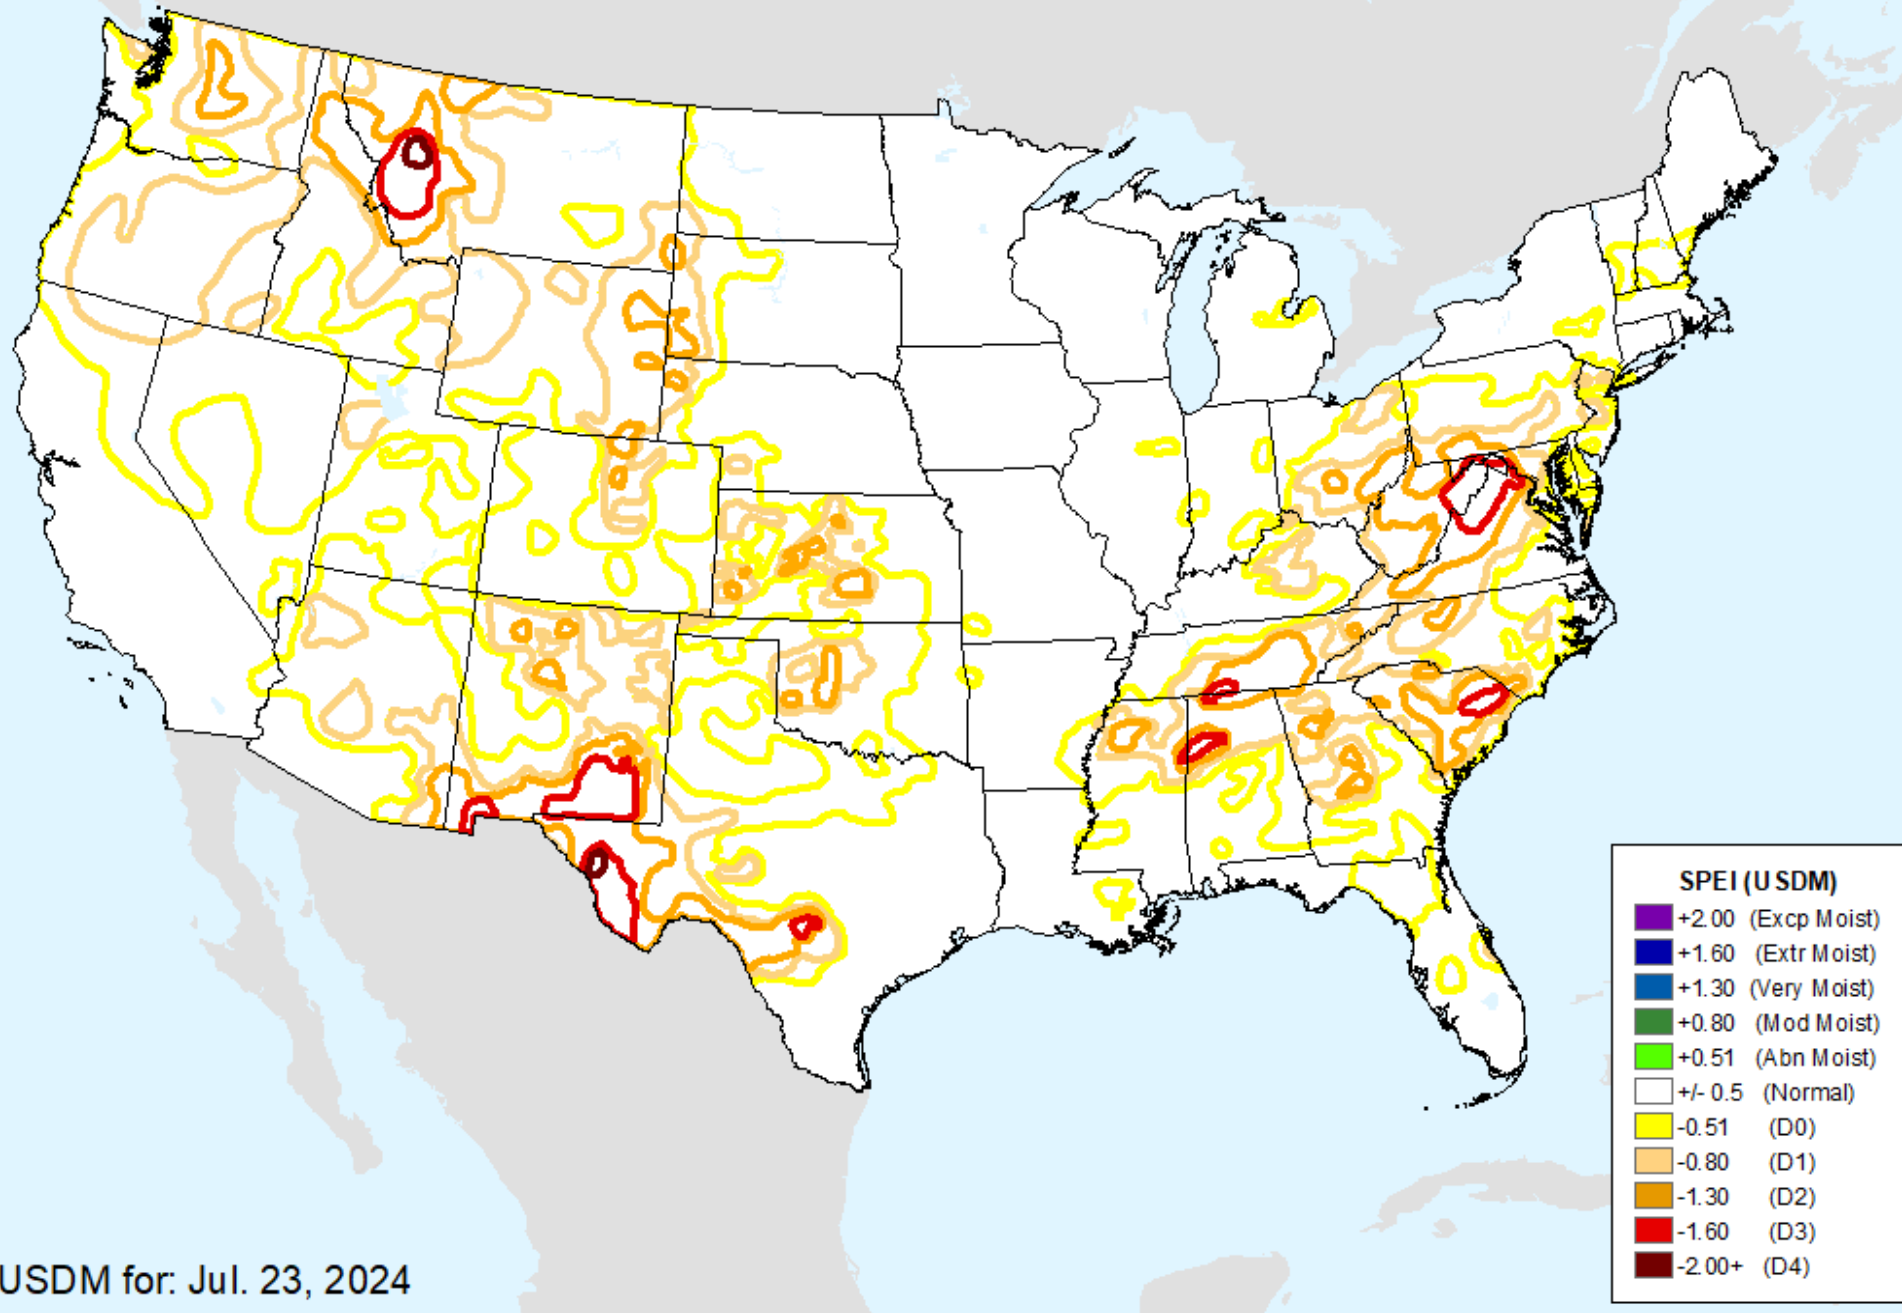 SPEI (USDM)
+2.00 (Excp Moist)
+1.60 (Extr Moist)
+1.30 (Very Moist)
+0.80 (Mod Moist)
+0.51 (Abn Moist)
+/- 0.5 (Normal)
-0.51 (D0)
-0.80 (D1)
-1.30 (D2)
-1.60 (D3)
-2.00+ (D4)
USDM for: Jul. 23, 2024